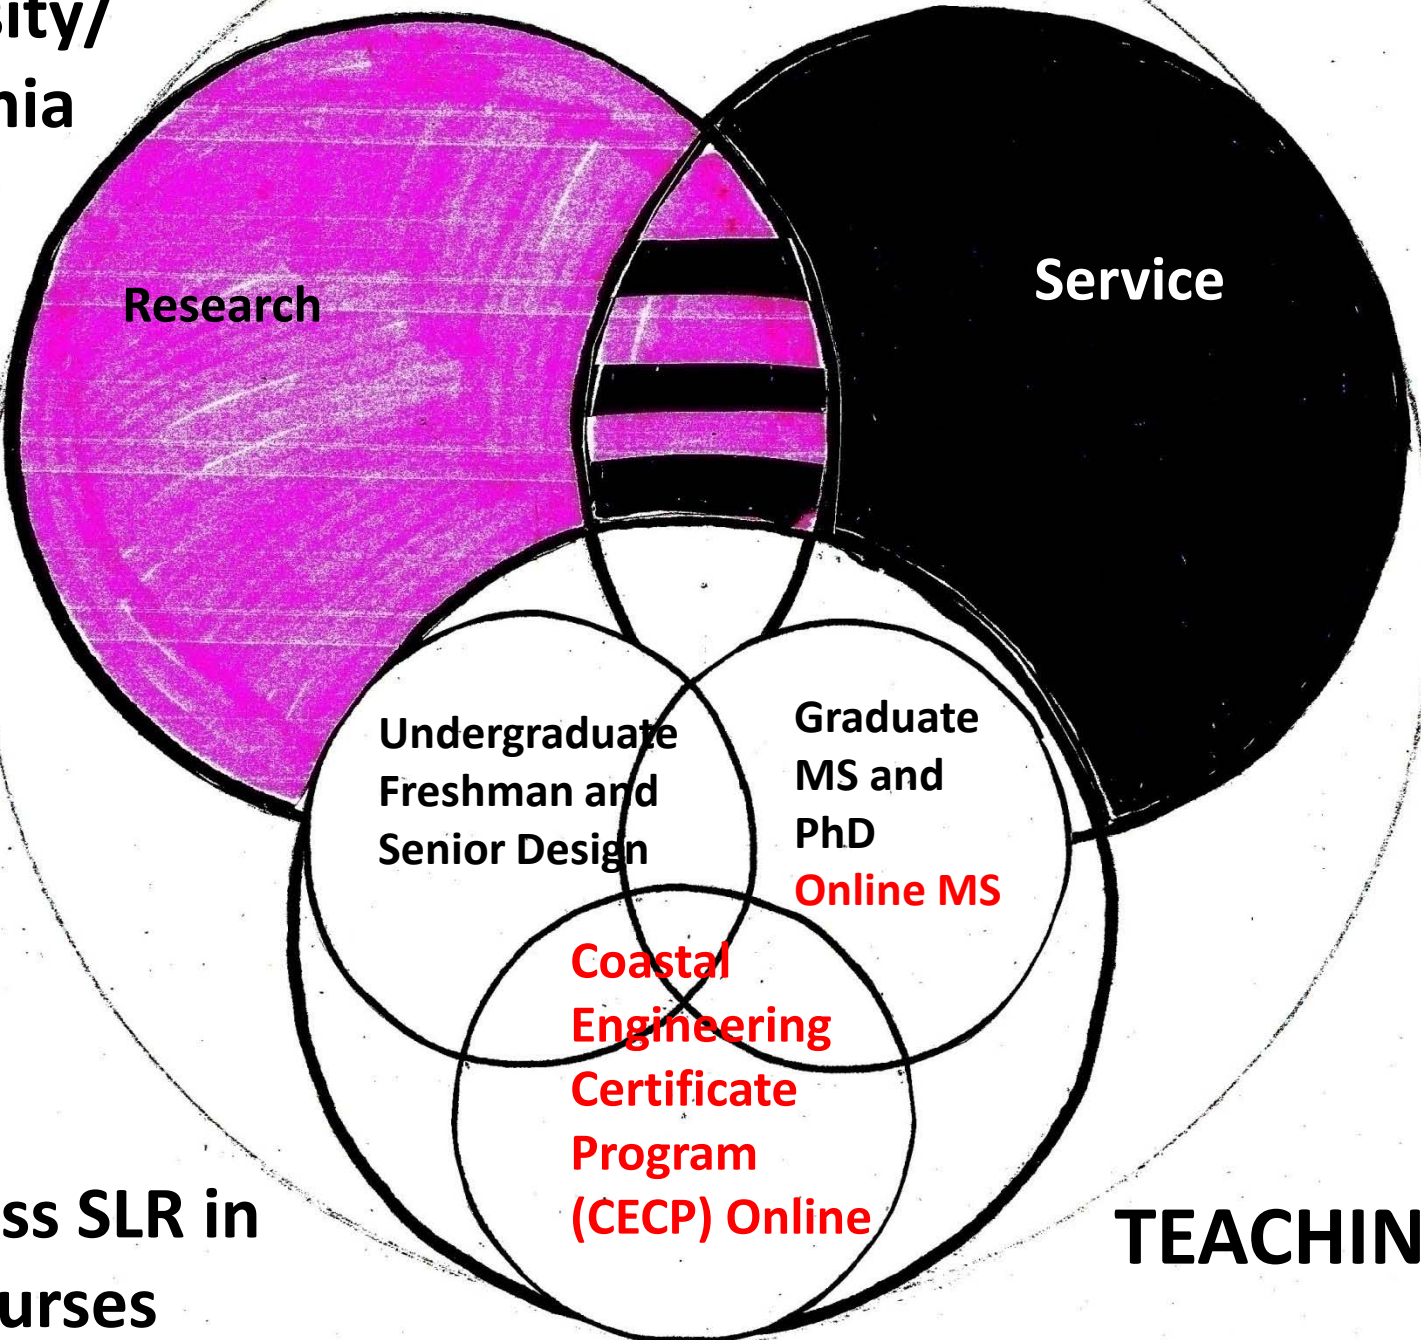 sity/
nia
Research
Service
Undergraduate
Freshman and
Senior Design
Graduate
MS and
PhD
Online MS
Coastal
Engineering
Certificate
Program
(CECP) Online
ss SLR in
urses
TEACHIN